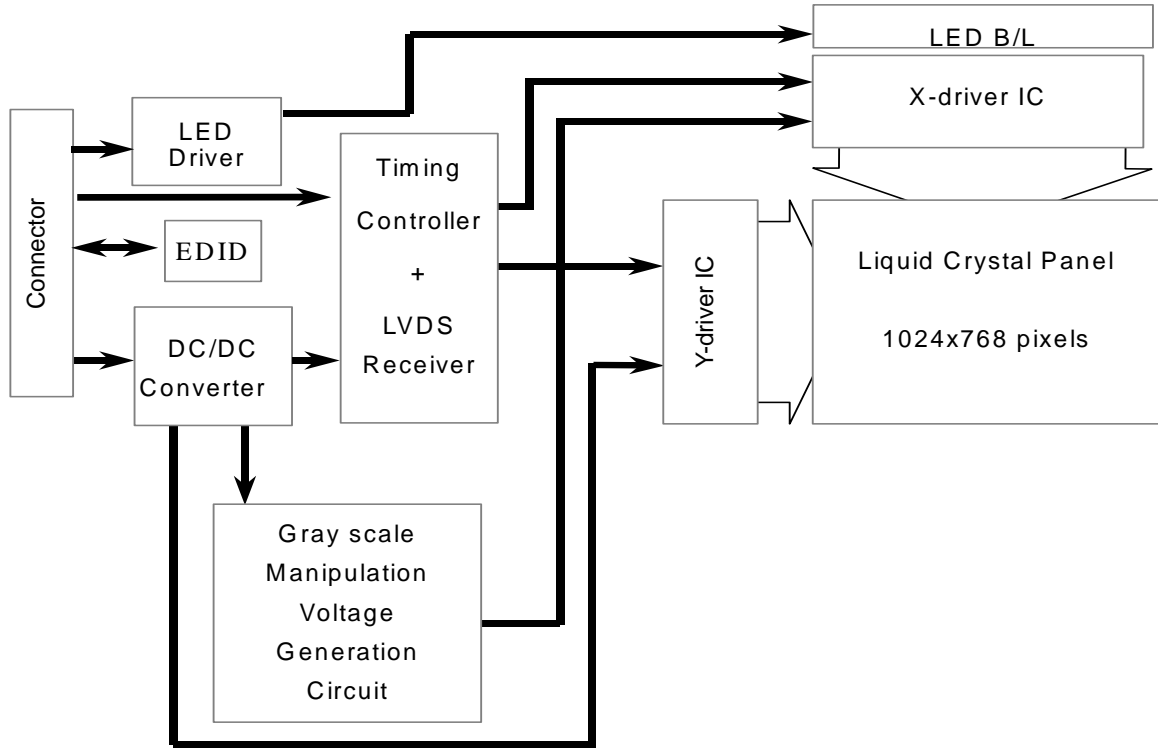 LED B/L
X-driver IC
LED
Driver
Timing
Controller
+
LVDS
Receiver
Connector
EDID
DC/DC
Converter
Y-driver IC
Liquid Crystal Panel
1024x768 pixels
Gray scale
Manipulation
Voltage
Generation
Circuit